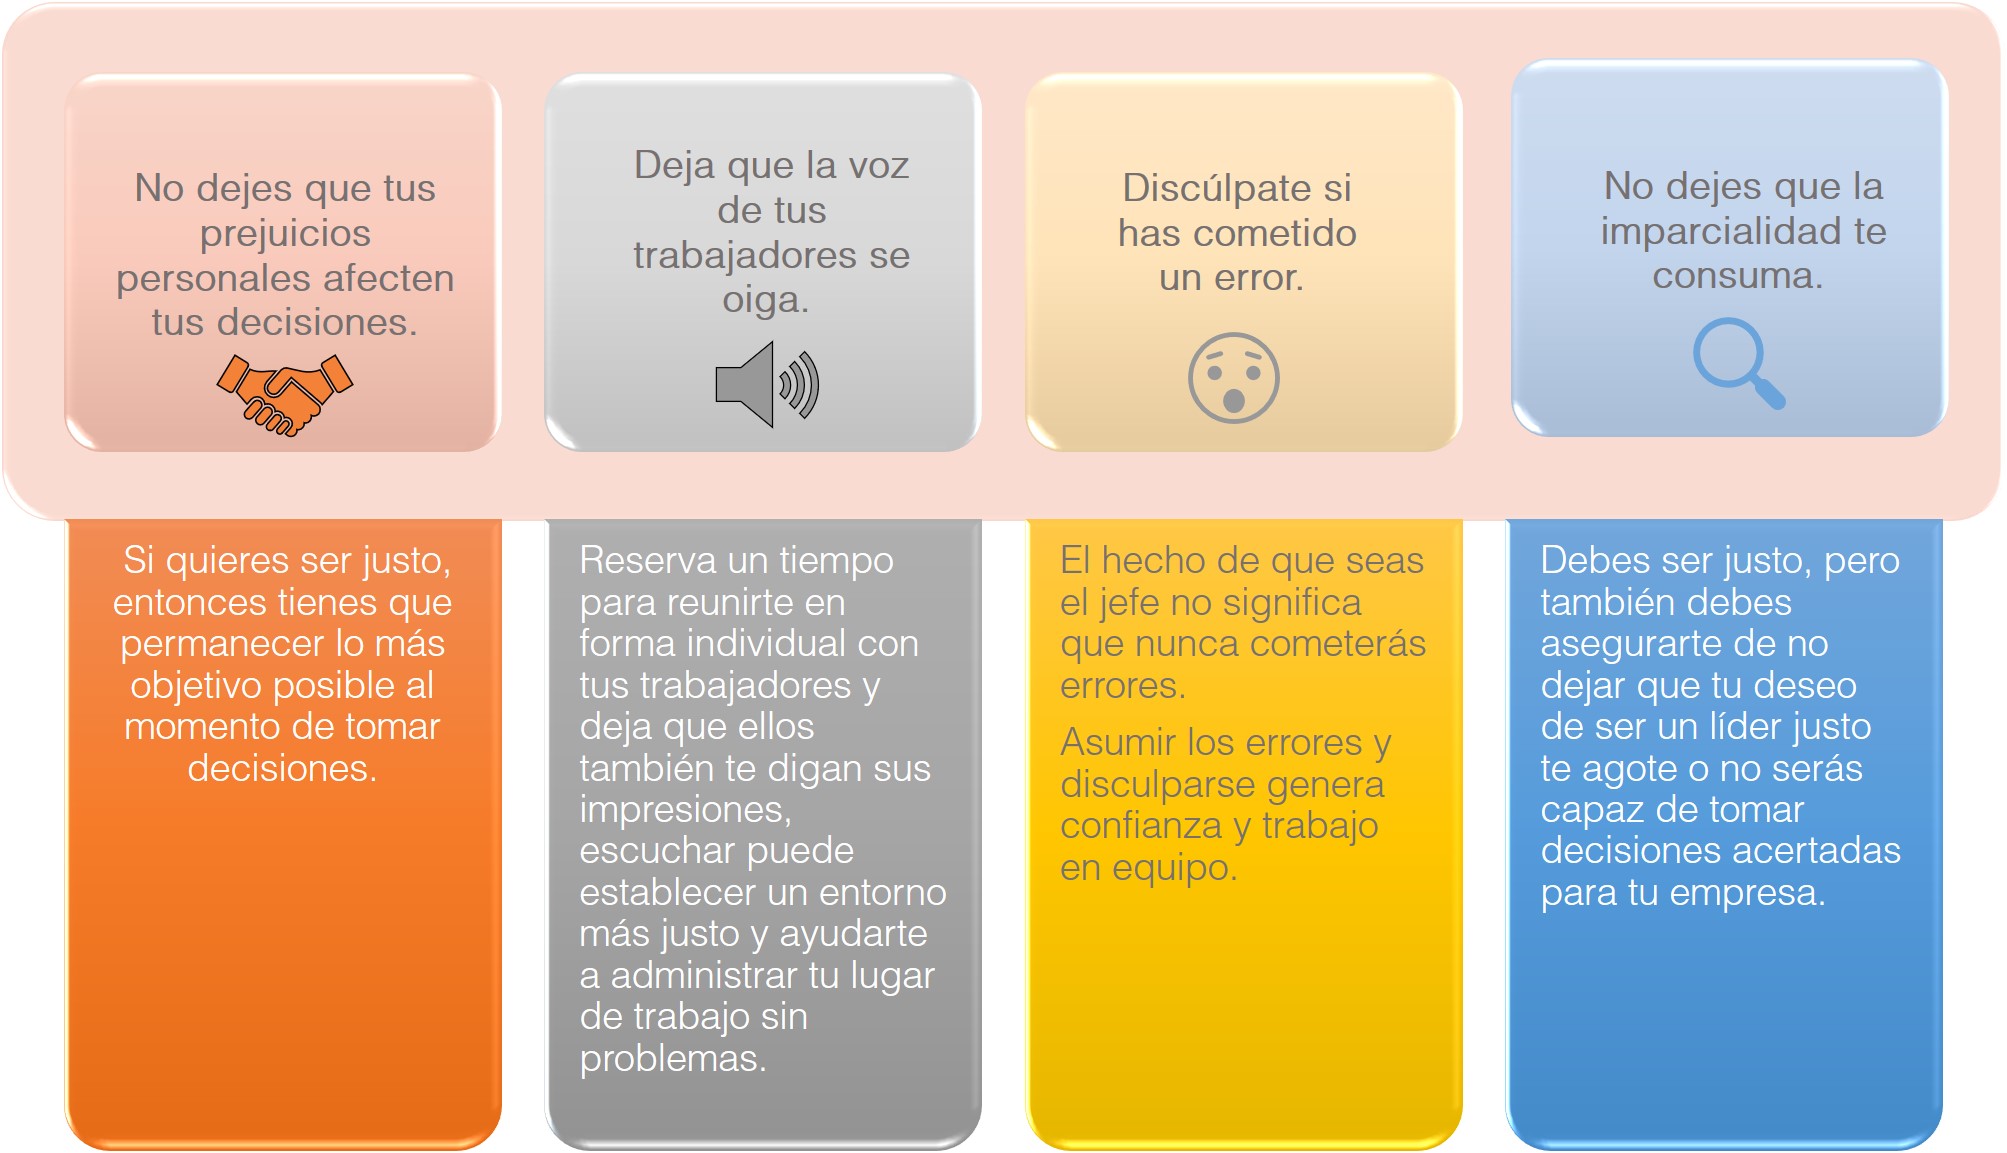 No dejes que tus
prejuicios
personales afecten
tus decisiones.
Deja que la voz
de tus
trabajadores se
oiga.
Discúlpate si
has cometido
un error.
No dejes que la
imparcialidad te
consuma.
Si quieres ser justo,
entonces tienes que
permanecer lo más
objetivo posible al
momento de tomar
decisiones.
Reserva un tiempo
para reunirte en
forma individual con
tus trabajadores y
deja que ellos
también te digan sus
impresiones,
escuchar puede
establecer un entorno
más justo y ayudarte
a administrar tu lugar
de trabajo sin
problemas.
El hecho de que seas
el jefe no significa
que nunca cometerás
errores.
Asumir los errores y
disculparse genera
confianza y trabajo
en equipo.
Debes ser justo, pero
también debes
asegurarte de no
dejar que tu deseo
de ser un líder justo
te agote o no serás
capaz de tomar
decisiones acertadas
para tu empresa.